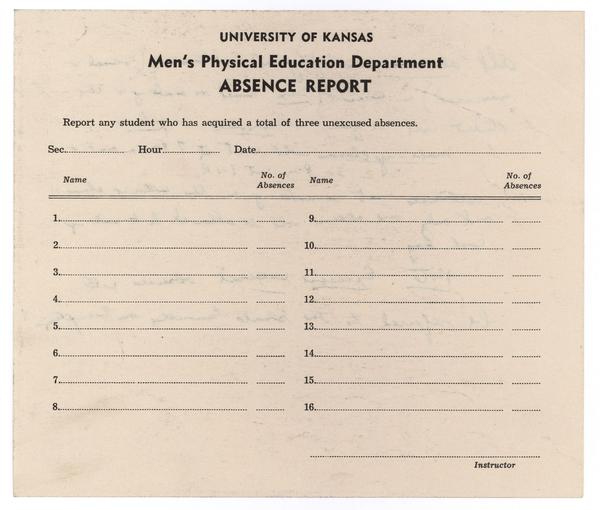 UNIVERSITY OF KANSAS
Men's Physical Education Department
ABSENCE REPORT
Report any student who has acquired a total of three unexcused absences.
Sec. Hour Date
Name No. of Absences Name No. of Absences
1. 9.
2. 10.
3. 11.
4. 12.
5. 13.
6. 14.
7. 15.
8. 16.
Instructor